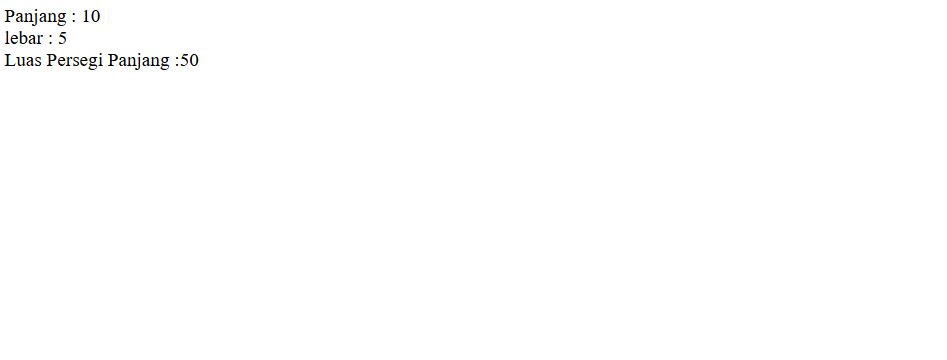 Panjang : 10
lebar : 5
Luas Persegi Panjang :50